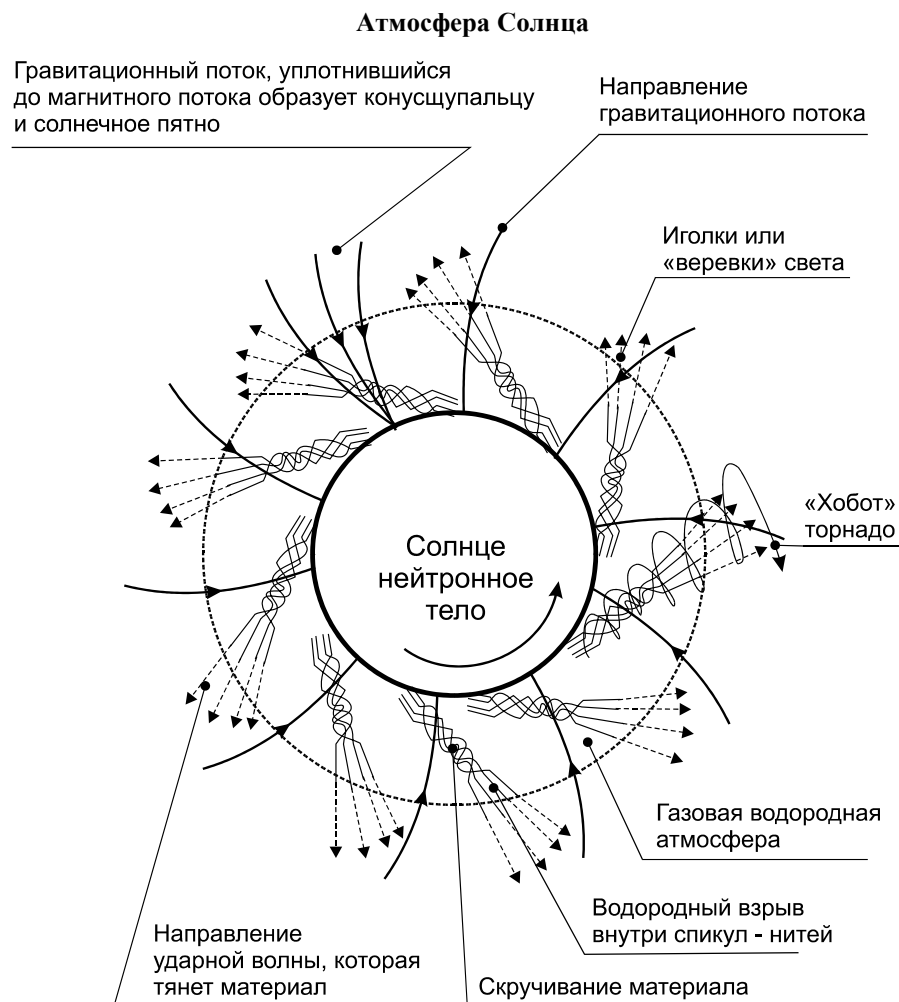 Атмосфера Солнца
Гравитационный поток, уплотнившийся
до магнитного потока образует конусщупальцу
и солнечное пятно
Направление
гравитационного потока
Иголки или
«веревки» света
«Хобот»
торнадо
Солнце
нейтронное
тело
Газовая водородная
атмосфера
Водородный взрыв
внутри спикул - нитей
Направление
ударной волны, которая
тянет материал
Скручивание материала